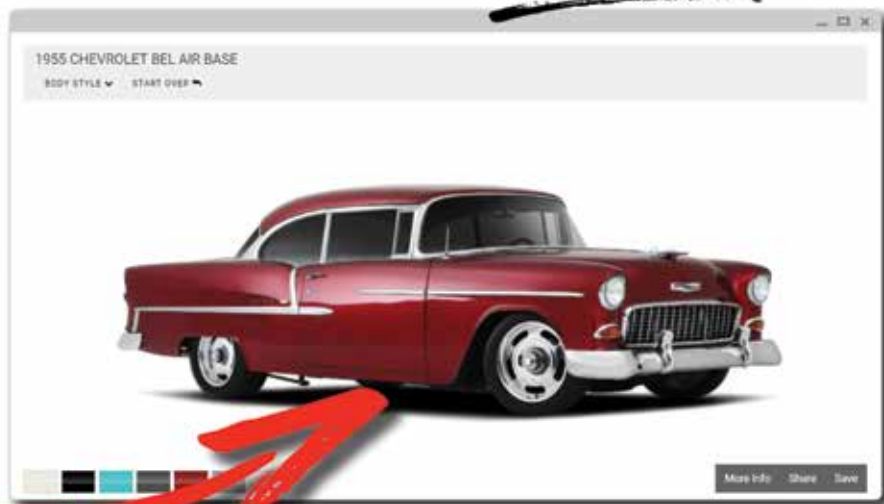 1955 CHEVROLET BEL AIR BASE
BODY STYLE START OVER
More Info Share Save